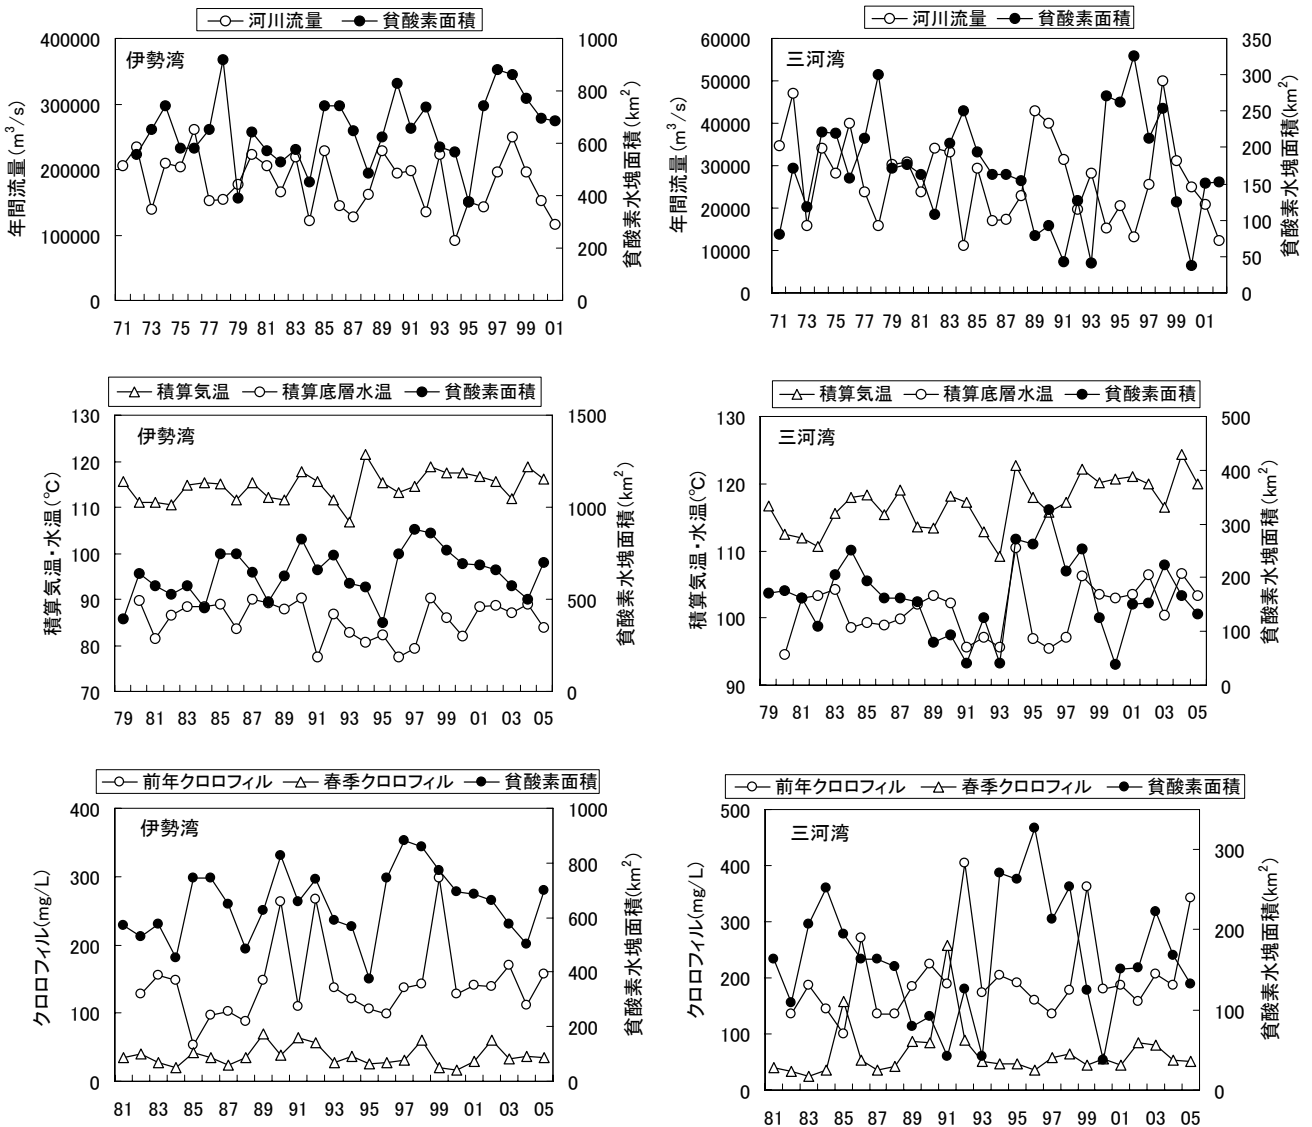 河川流量 貧酸素面積
伊勢湾
年間流量(m³/s)
400000
300000
200000
100000
0
1000
800
600
400
200
0
貧酸素水塊面積(km²)
71 73 75 77 79 81 83 85 87 89 91 93 95 97 99 01
河川流量 貧酸素面積
三河湾
年間流量(m³/s)
60000
50000
40000
30000
20000
10000
0
350
300
250
200
150
100
50
0
貧酸素水塊面積(km²)
71 73 75 77 79 81 83 85 87 89 91 93 95 97 99 01
積算気温 積算底層水温 貧酸素面積
伊勢湾
積算気温・水温(℃)
130
120
110
100
90
80
70
1500
1000
500
0
貧酸素水塊面積(km²)
79 81 83 85 87 89 91 93 95 97 99 01 03 05
積算気温 積算底層水温 貧酸素面積
三河湾
積算気温・水温(℃)
130
120
110
100
90
500
400
300
200
100
0
貧酸素水塊面積(km²)
79 81 83 85 87 89 91 93 95 97 99 01 03 05
前年クロロフィル 春季クロロフィル 貧酸素面積
伊勢湾
クロロフィル(mg/L)
400
300
200
100
0
1000
800
600
400
200
0
貧酸素水塊面積(km²)
81 83 85 87 89 91 93 95 97 99 01 03 05
前年クロロフィル 春季クロロフィル 貧酸素面積
三河湾
クロロフィル(mg/L)
500
400
300
200
100
0
300
200
100
0
貧酸素水塊面積(km²)
81 83 85 87 89 91 93 95 97 99 01 03 05